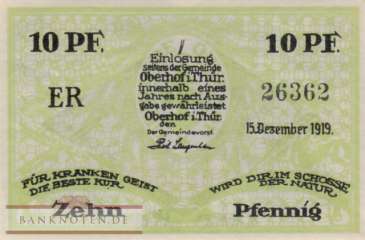 10 PF.
10 PF.
Einlösung
seitens der Gemeinde
Oberhof i. Thür.
innerhalb eines
Jahres nach Aus-
gabe gewährleistet
Oberhof i. Thür.
den
Der Gemeindevorst.
ER
26362
15. Dezember 1919.
FÜR KRANKEN GEIST
DIE BESTE KUR
WIRD DIR IM SCHOSSE
DER NATUR.
Zehn
Pfennig
BANKNOTEN.DE